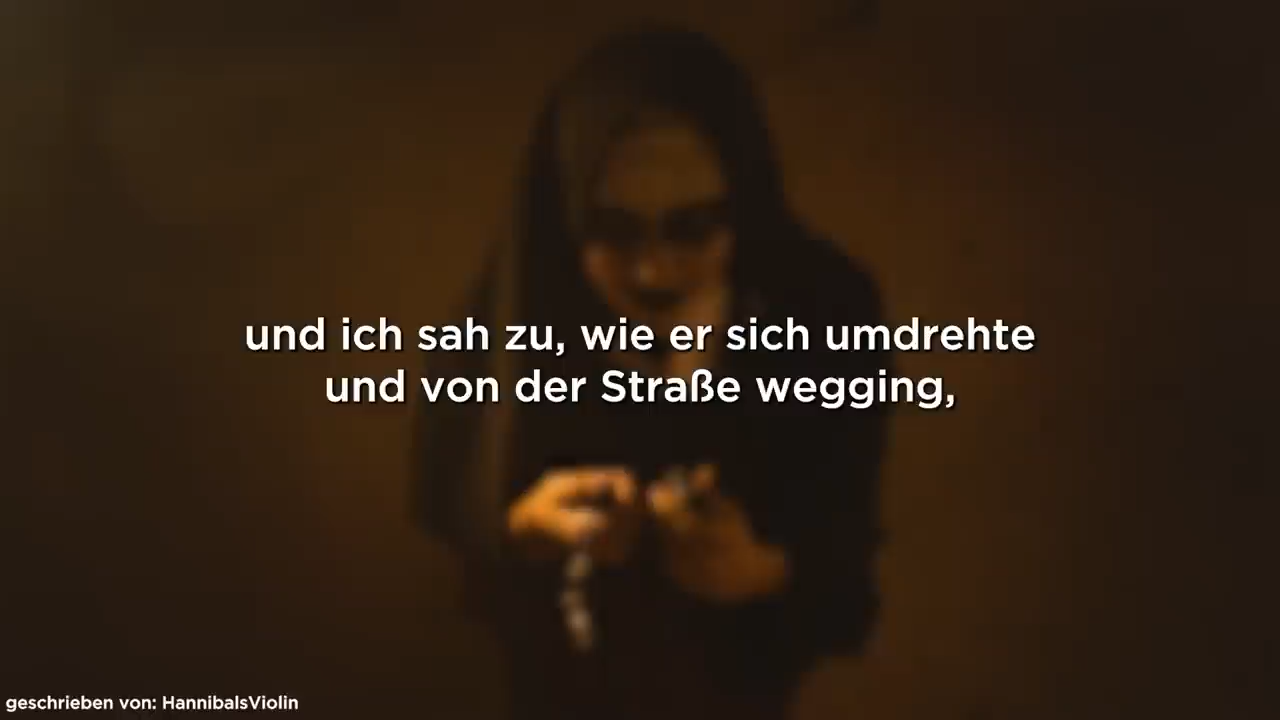 und ich sah zu, wie er sich umdrehte
und von der Straße wegging,
geschrieben von: HannibalsViolin